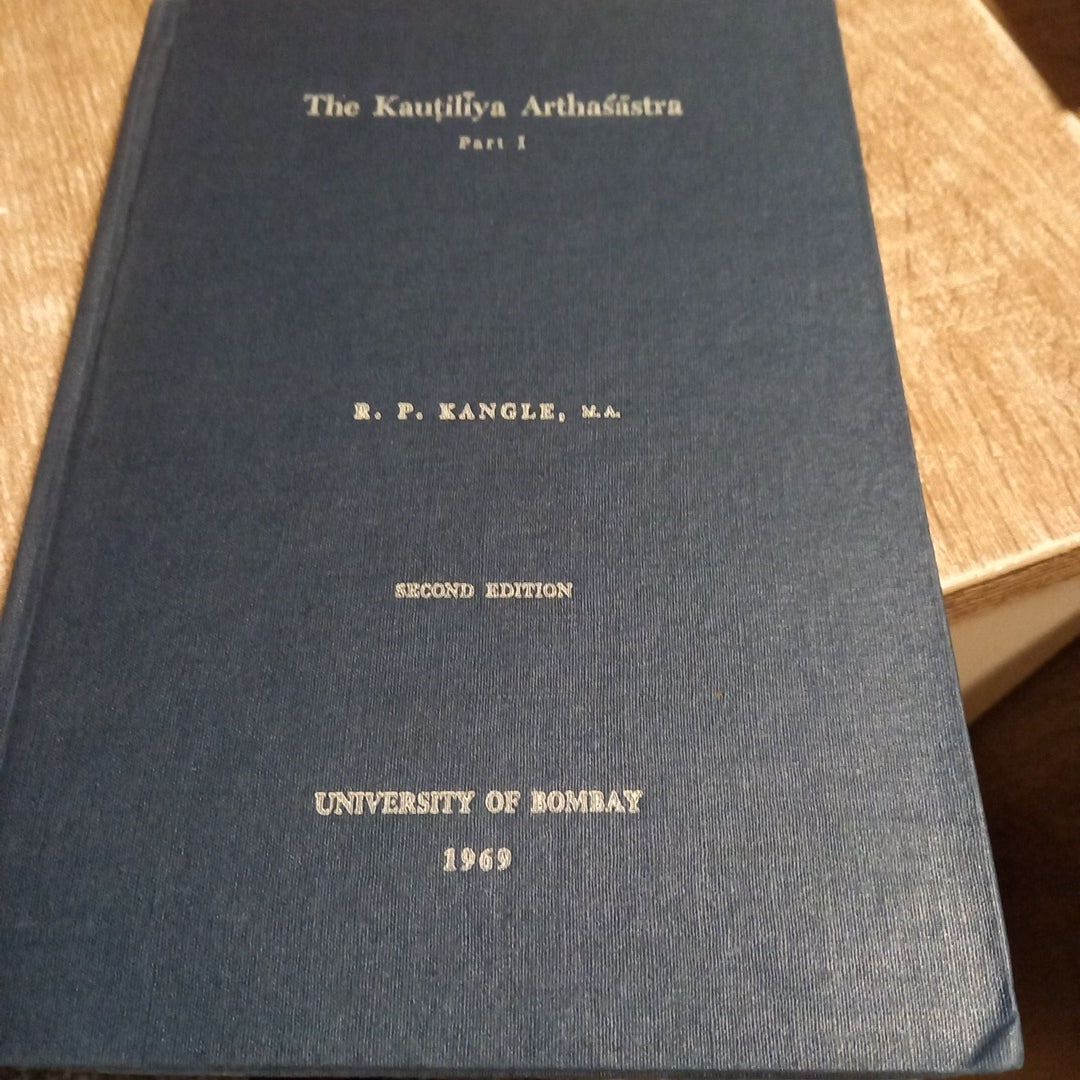 The Kauṭilīya Arthaśāstra
Part I
R. P. KANGLE, M.A.
SECOND EDITION
UNIVERSITY OF BOMBAY
1969